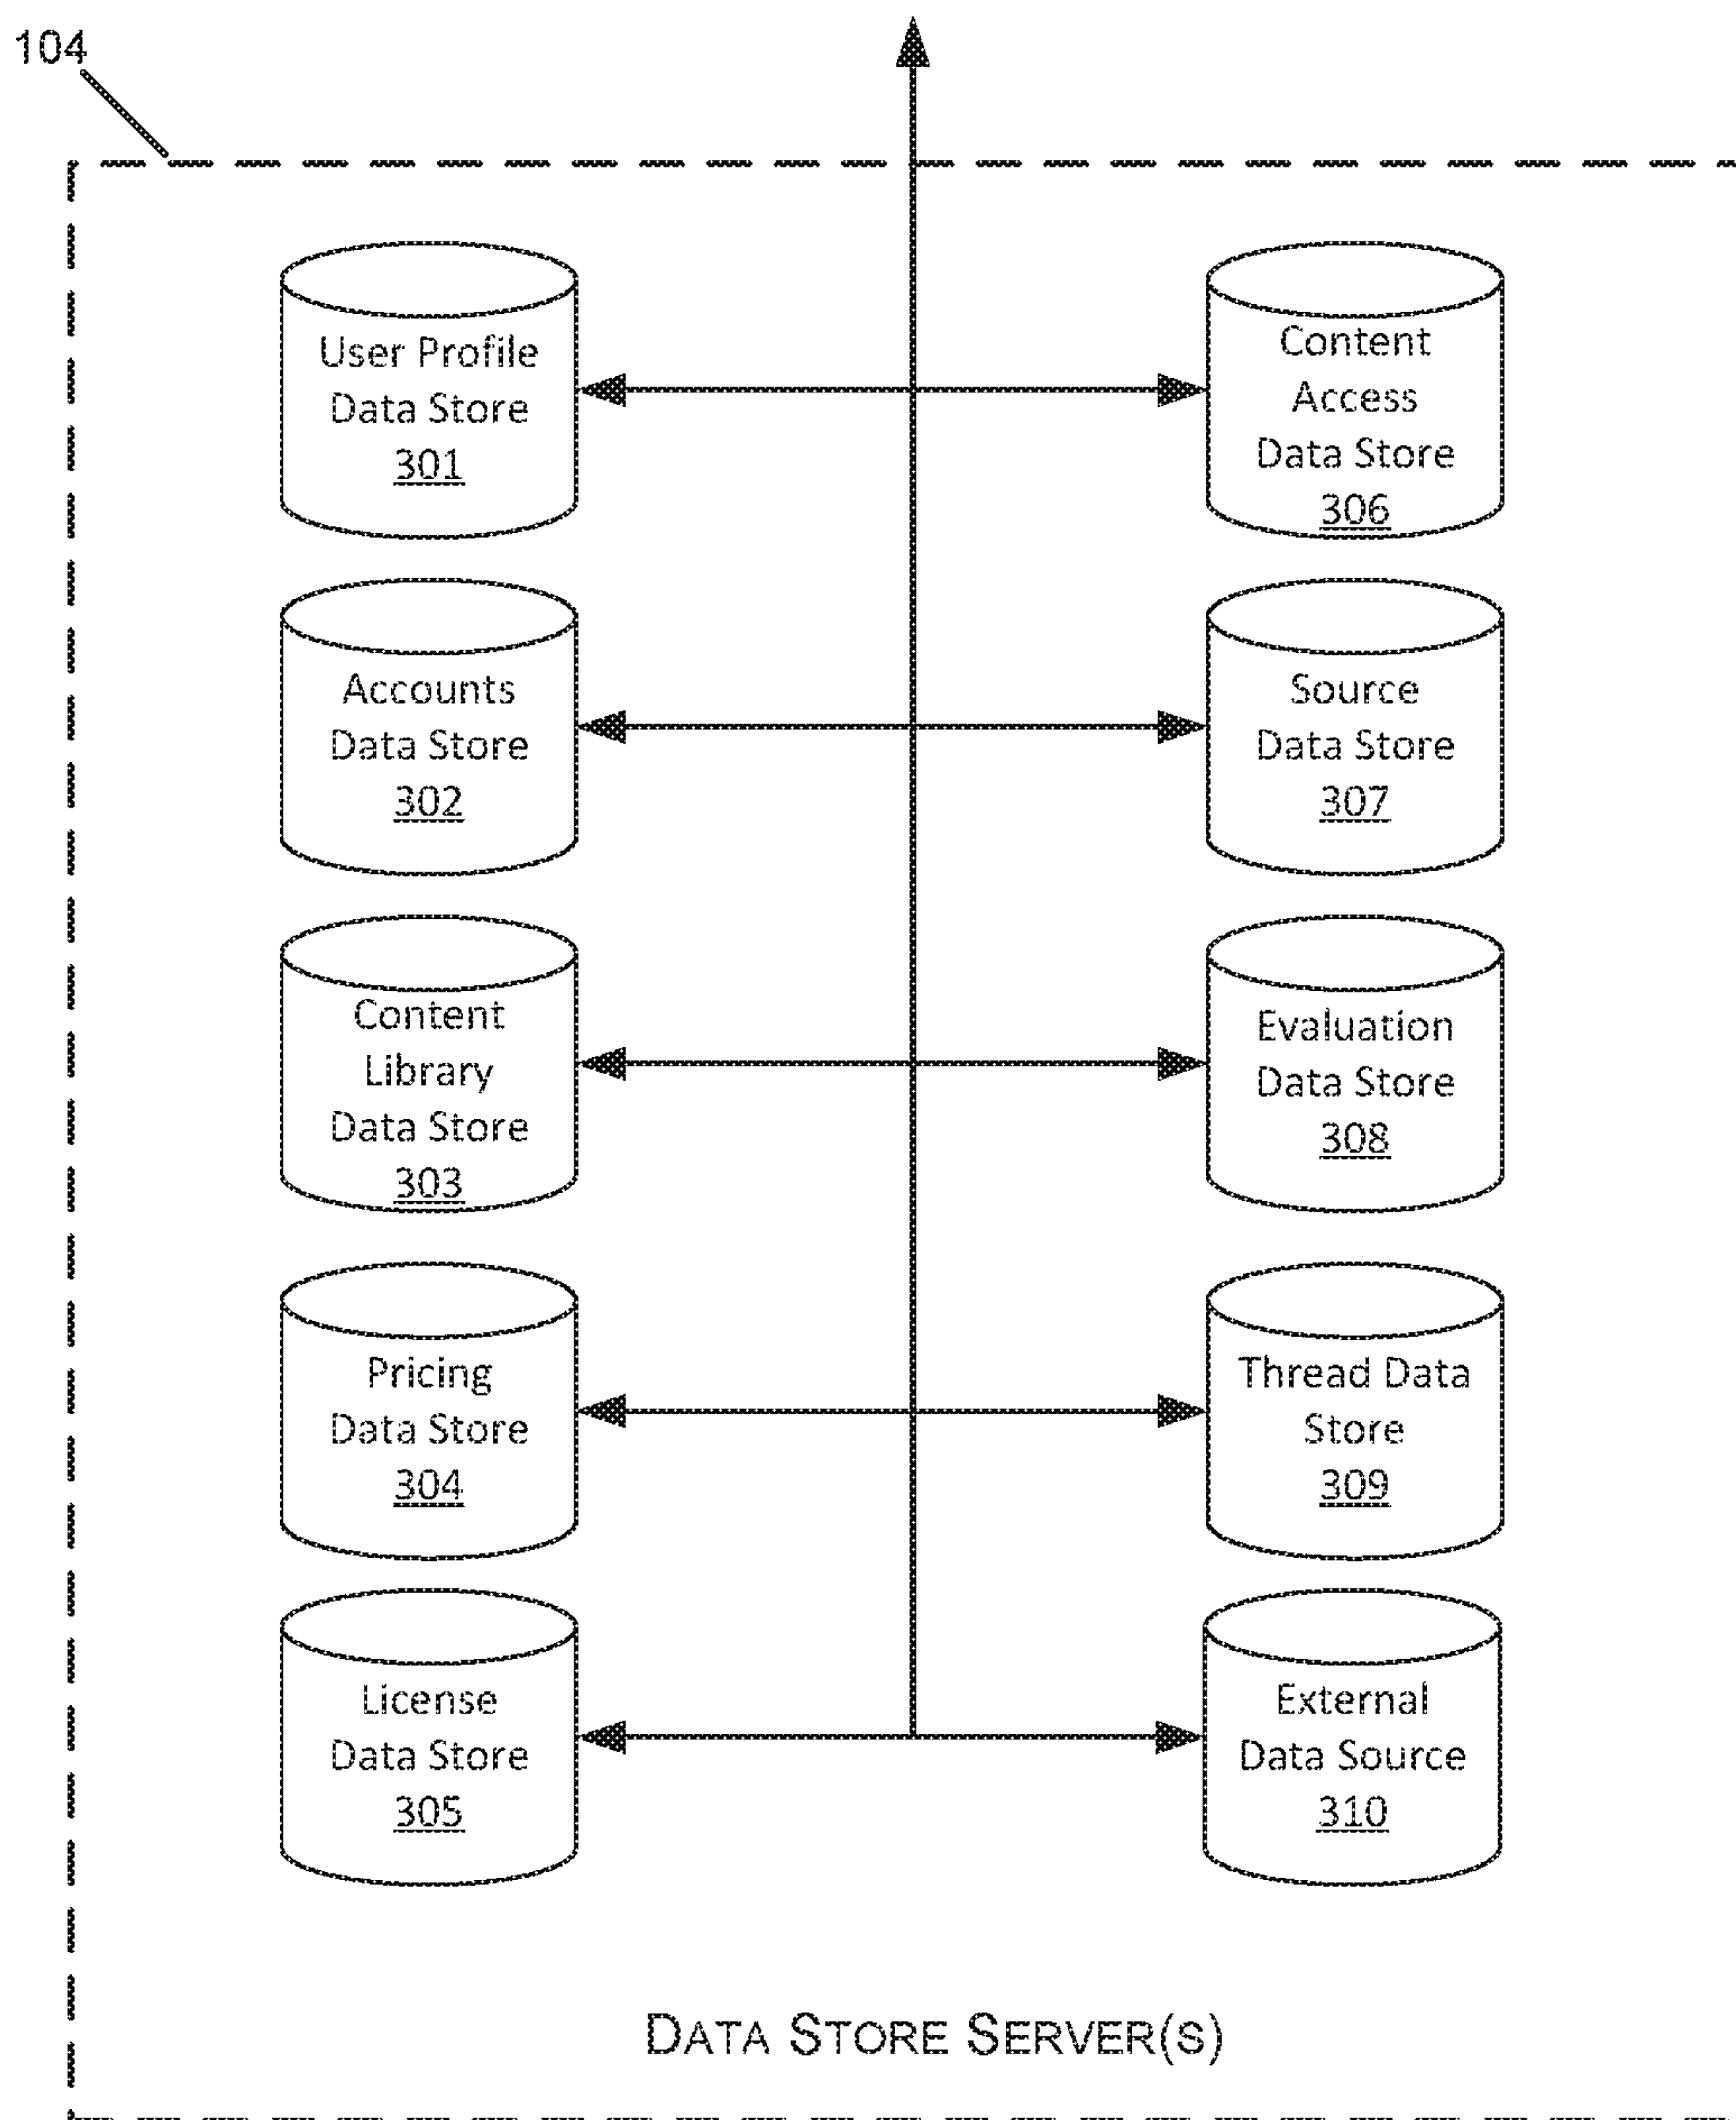 104
User Profile
Data Store
301
Content
Access
Data Store
306
Accounts
Data Store
302
Source
Data Store
307
Content
Library
Data Store
303
Evaluation
Data Store
308
Pricing
Data Store
304
Thread Data
Store
309
License
Data Store
305
External
Data Source
310
DATA STORE SERVER(S)